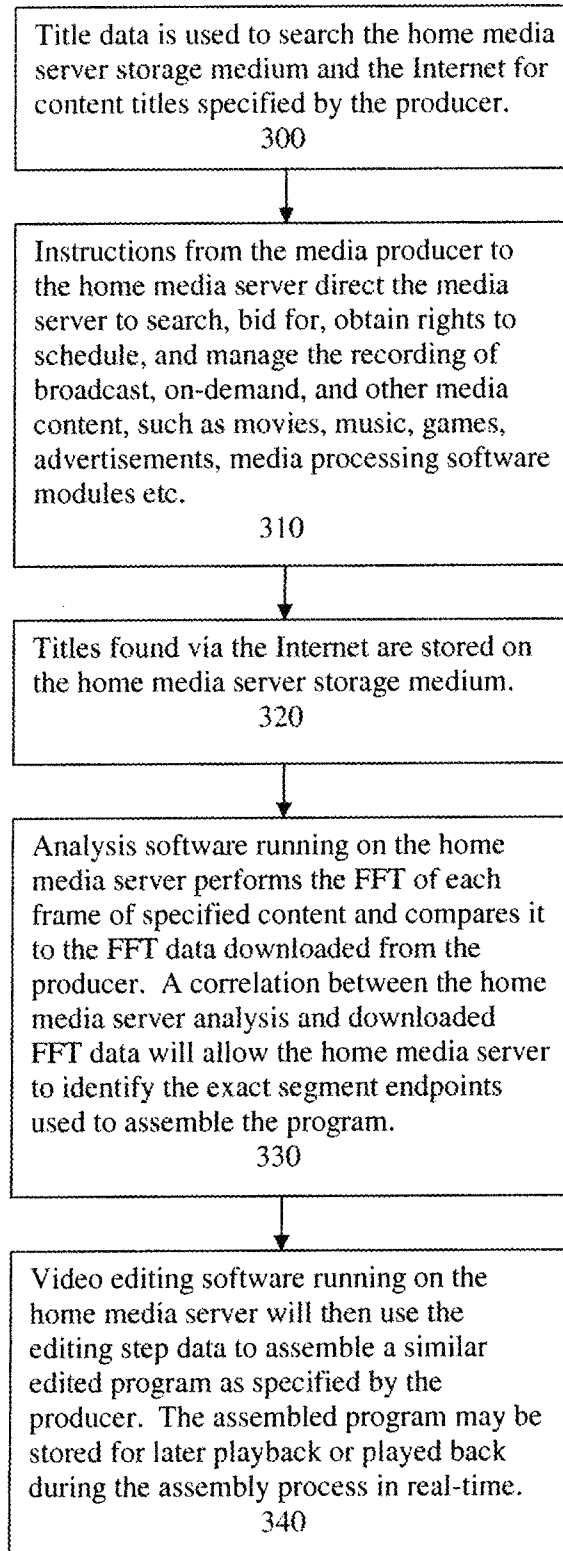 Title data is used to search the home media
server storage medium and the Internet for
content titles specified by the producer.
300
Instructions from the media producer to
the home media server direct the media
server to search, bid for, obtain rights to
schedule, and manage the recording of
broadcast, on-demand, and other media
content, such as movies, music, games,
advertisements, media processing software
modules etc.
310
Titles found via the Internet are stored on
the home media server storage medium.
320
Analysis software running on the home
media server performs the FFT of each
frame of specified content and compares it
to the FFT data downloaded from the
producer. A correlation between the home
media server analysis and downloaded
FFT data will allow the home media server
to identify the exact segment endpoints
used to assemble the program.
330
Video editing software running on the
home media server will then use the
editing step data to assemble a similar
edited program as specified by the
producer. The assembled program may be
stored for later playback or played back
during the assembly process in real-time.
340